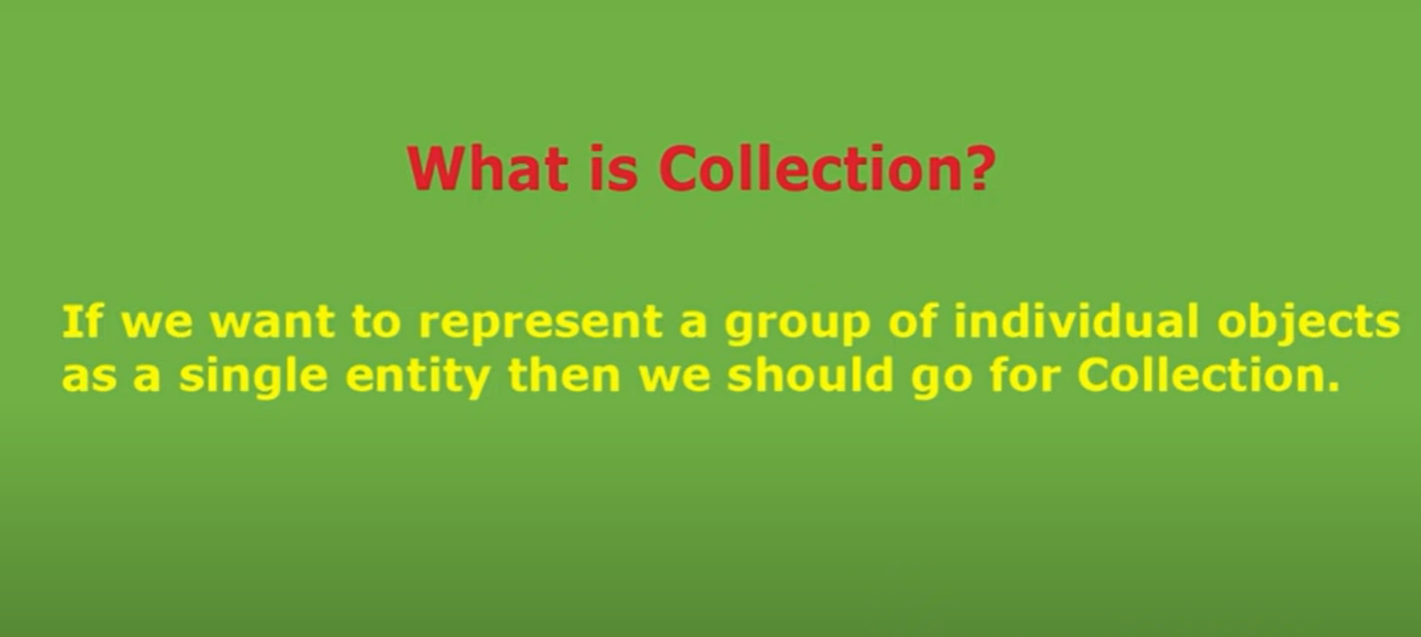 What is Collection?
If we want to represent a group of individual objects
as a single entity then we should go for Collection.